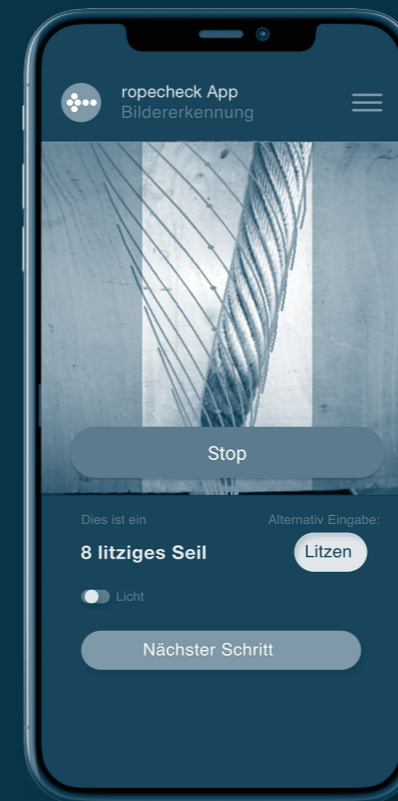 ropecheck App
Bildererkennung
Stop
Dies ist ein
Alternativ Eingabe:
8 litziges Seil
Litzen
Licht
Nächster Schritt